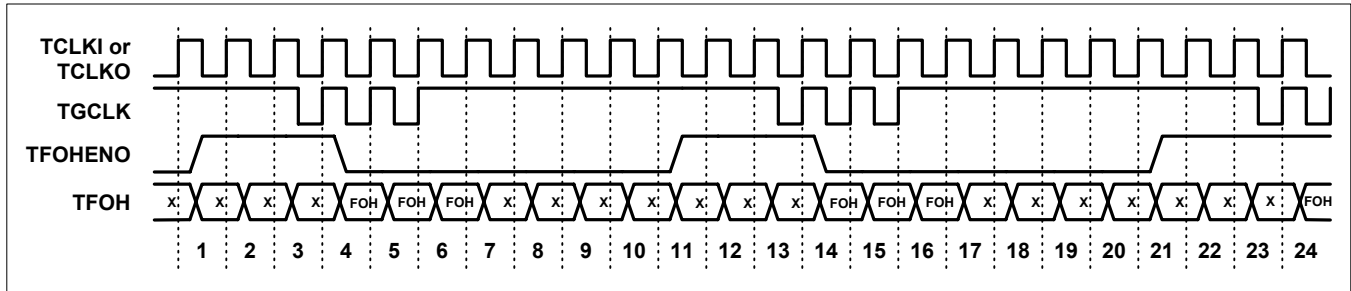 TCLKI or
TCLKO
TGCLK
TFOHENO
TFOH X X X X FOH FOH FOH X X X X X X X FOH FOH FOH X X X X X X X FOH
1 2 3 4 5 6 7 8 9 10 11 12 13 14 15 16 17 18 19 20 21 22 23 24